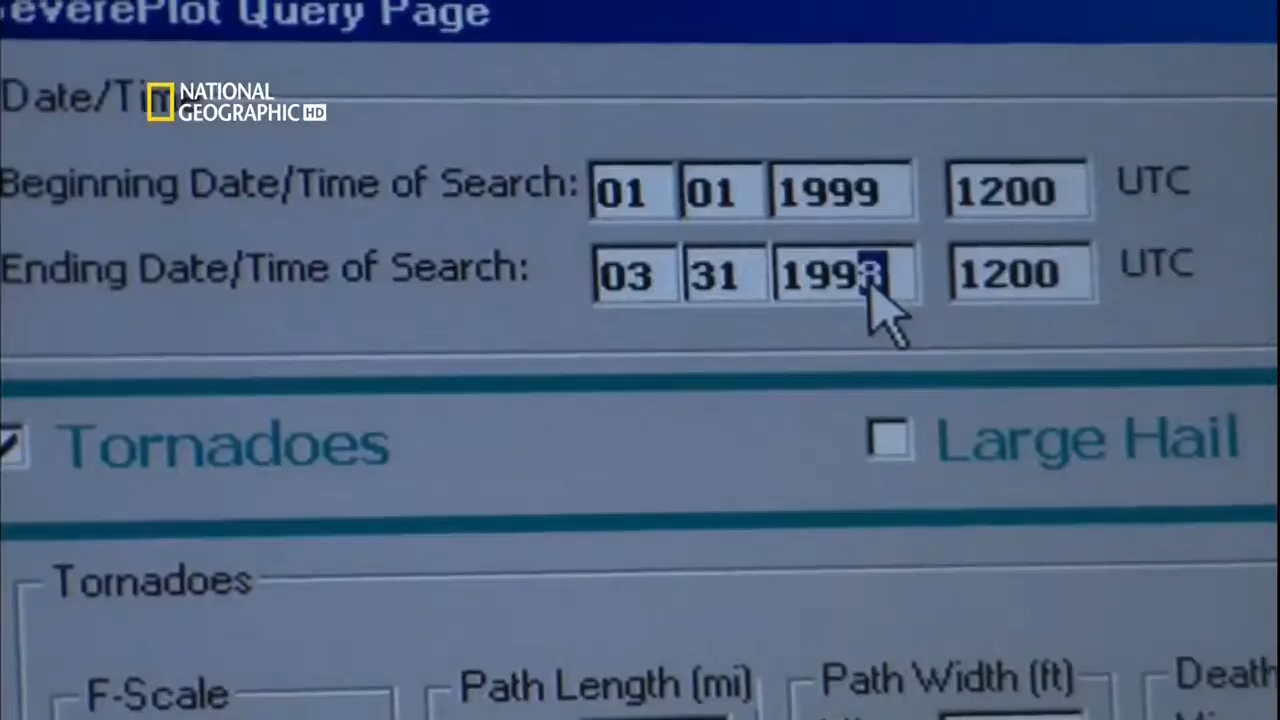 everePlot Query Page
Date/Tim
NATIONAL
GEOGRAPHIC HD
Beginning Date/Time of Search: 01 01 1999 1200 UTC
Ending Date/Time of Search: 03 31 1998 1200 UTC
Tornadoes Large Hail
Tornadoes
F-Scale Path Length (mi) Path Width (ft) Death